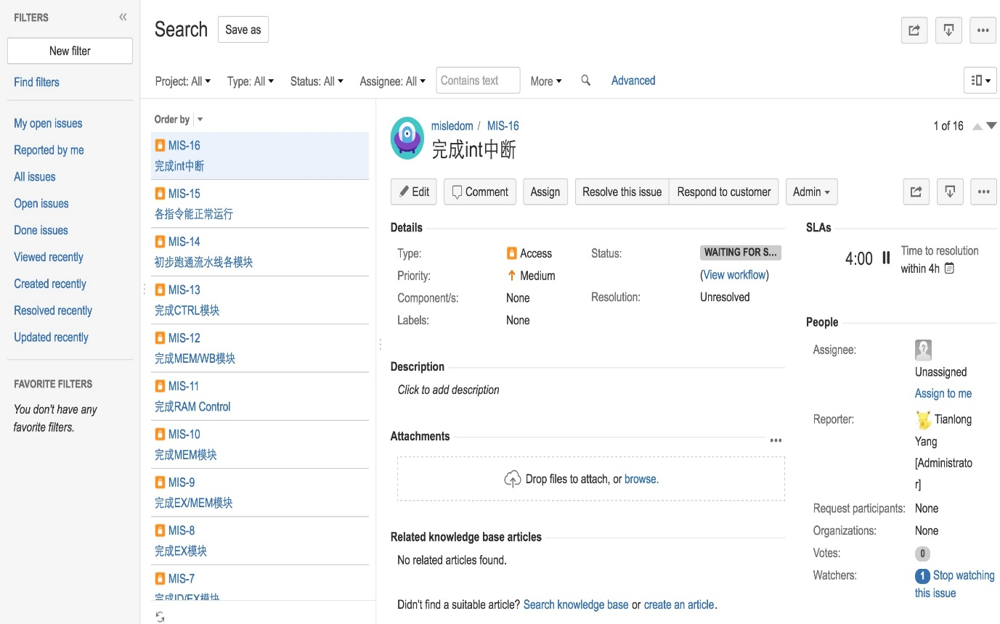 FILTERS
«
New filter
Find filters
My open issues
Reported by me
All issues
Open issues
Done issues
Viewed recently
Created recently
Resolved recently
Updated recently
FAVORITE FILTERS
You don't have any
favorite filters.
Search Save as
Project: All Type: All Status: All Assignee: All Contains text More Advanced
Order by
MIS-16
完成int中断
MIS-15
各指令能正常运行
MIS-14
初步跑通流水线各模块
MIS-13
完成CTRL模块
MIS-12
完成MEM/WB模块
MIS-11
完成RAM Control
MIS-10
完成MEM模块
MIS-9
完成EX/MEM模块
MIS-8
完成EX模块
MIS-7
完成ID/EX模块
misledom / MIS-16
完成int中断
1 of 16
Edit Comment Assign Resolve this issue Respond to customer Admin
Details
Type: Access
Priority: Medium
Component/s: None
Labels: None
Status: WAITING FOR S...
(View workflow)
Resolution: Unresolved
Description
Click to add description
Attachments
Drop files to attach, or browse.
Related knowledge base articles
No related articles found.
Didn't find a suitable article? Search knowledge base or create an article.
SLAs
4:00 Time to resolution
within 4h
People
Assignee:
Unassigned
Assign to me
Reporter: Tianlong
Yang
[Administrato
r]
Request participants: None
Organizations: None
Votes: 0
Watchers: 1 Stop watching
this issue